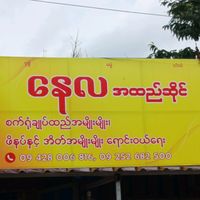 နေလ အထည်ဆိုင်
စက်ရုံချုပ်ထည်အမျိုးမျိုး၊
ဖိနပ်နှင့် အိတ်အမျိုးမျိုး ရောင်းဝယ်ရေး
09 428 006 816, 09 252 682 500